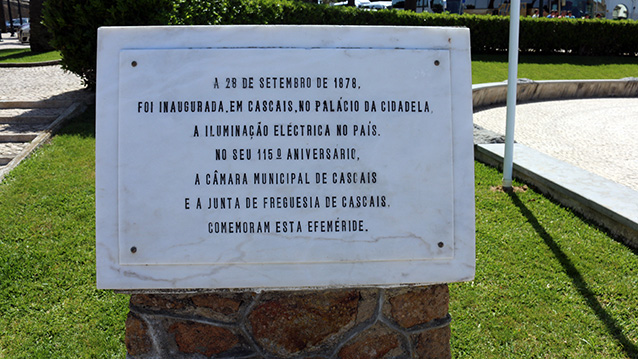 A 28 DE SETEMBRO DE 1878,
FOI INAUGURADA, EM CASCAIS, NO PALÁCIO DA CIDADELA,
A ILUMINAÇÃO ELÉCTRICA NO PAÍS.
NO SEU 115º ANIVERSARIO,
A CÂMARA MUNICIPAL DE CASCAIS
E A JUNTA DE FREGUESIA DE CASCAIS.
COMEMORAM ESTA EFEMÉRIDE.